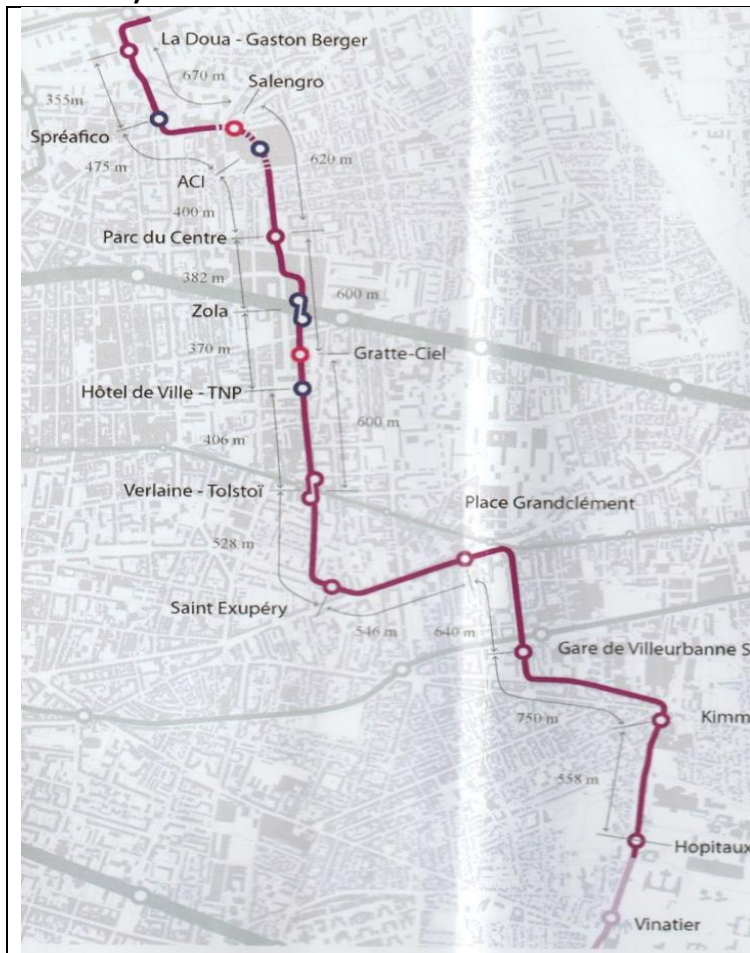 La Doua - Gaston Berger
670 m
Salengro
355m
Spréafico
475 m
ACI
620 m
400 m
Parc du Centre
382 m
600 m
Zola
370 m
Gratte-Ciel
Hôtel de Ville - TNP
600 m
406 m
Verlaine - Tolstoï
Place Grandclément
528 m
Saint Exupéry
546 m
640 m
Gare de Villeurbanne S
750 m
Kimm
558 m
Hopitaux
Vinatier